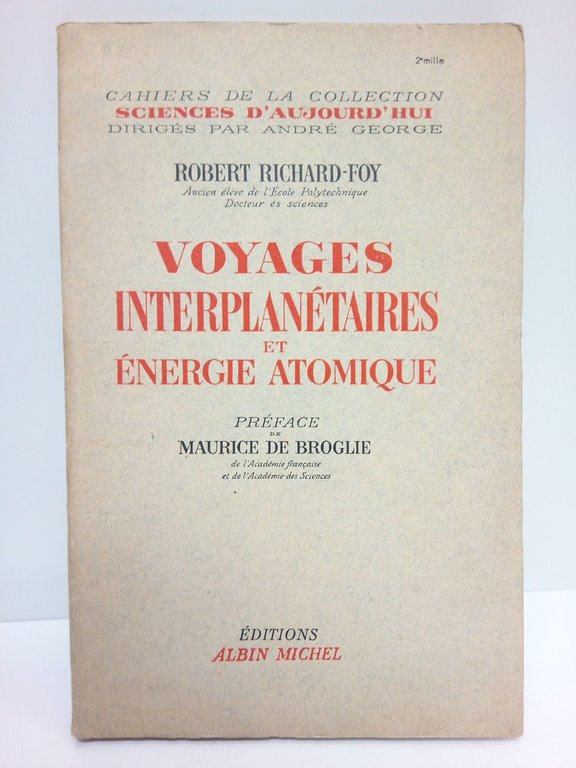 2e mille
CAHIERS DE LA COLLECTION
SCIENCES D'AUJOURD'HUI
DIRIGÉS PAR ANDRÉ GEORGE
ROBERT RICHARD-FOY
Ancien élève de l'École Polytechnique
Docteur ès sciences
VOYAGES
INTERPLANÉTAIRES
ET
ÉNERGIE ATOMIQUE
PRÉFACE
DE
MAURICE DE BROGLIE
de l'Académie française
et de l'Académie des Sciences
ÉDITIONS
ALBIN MICHEL